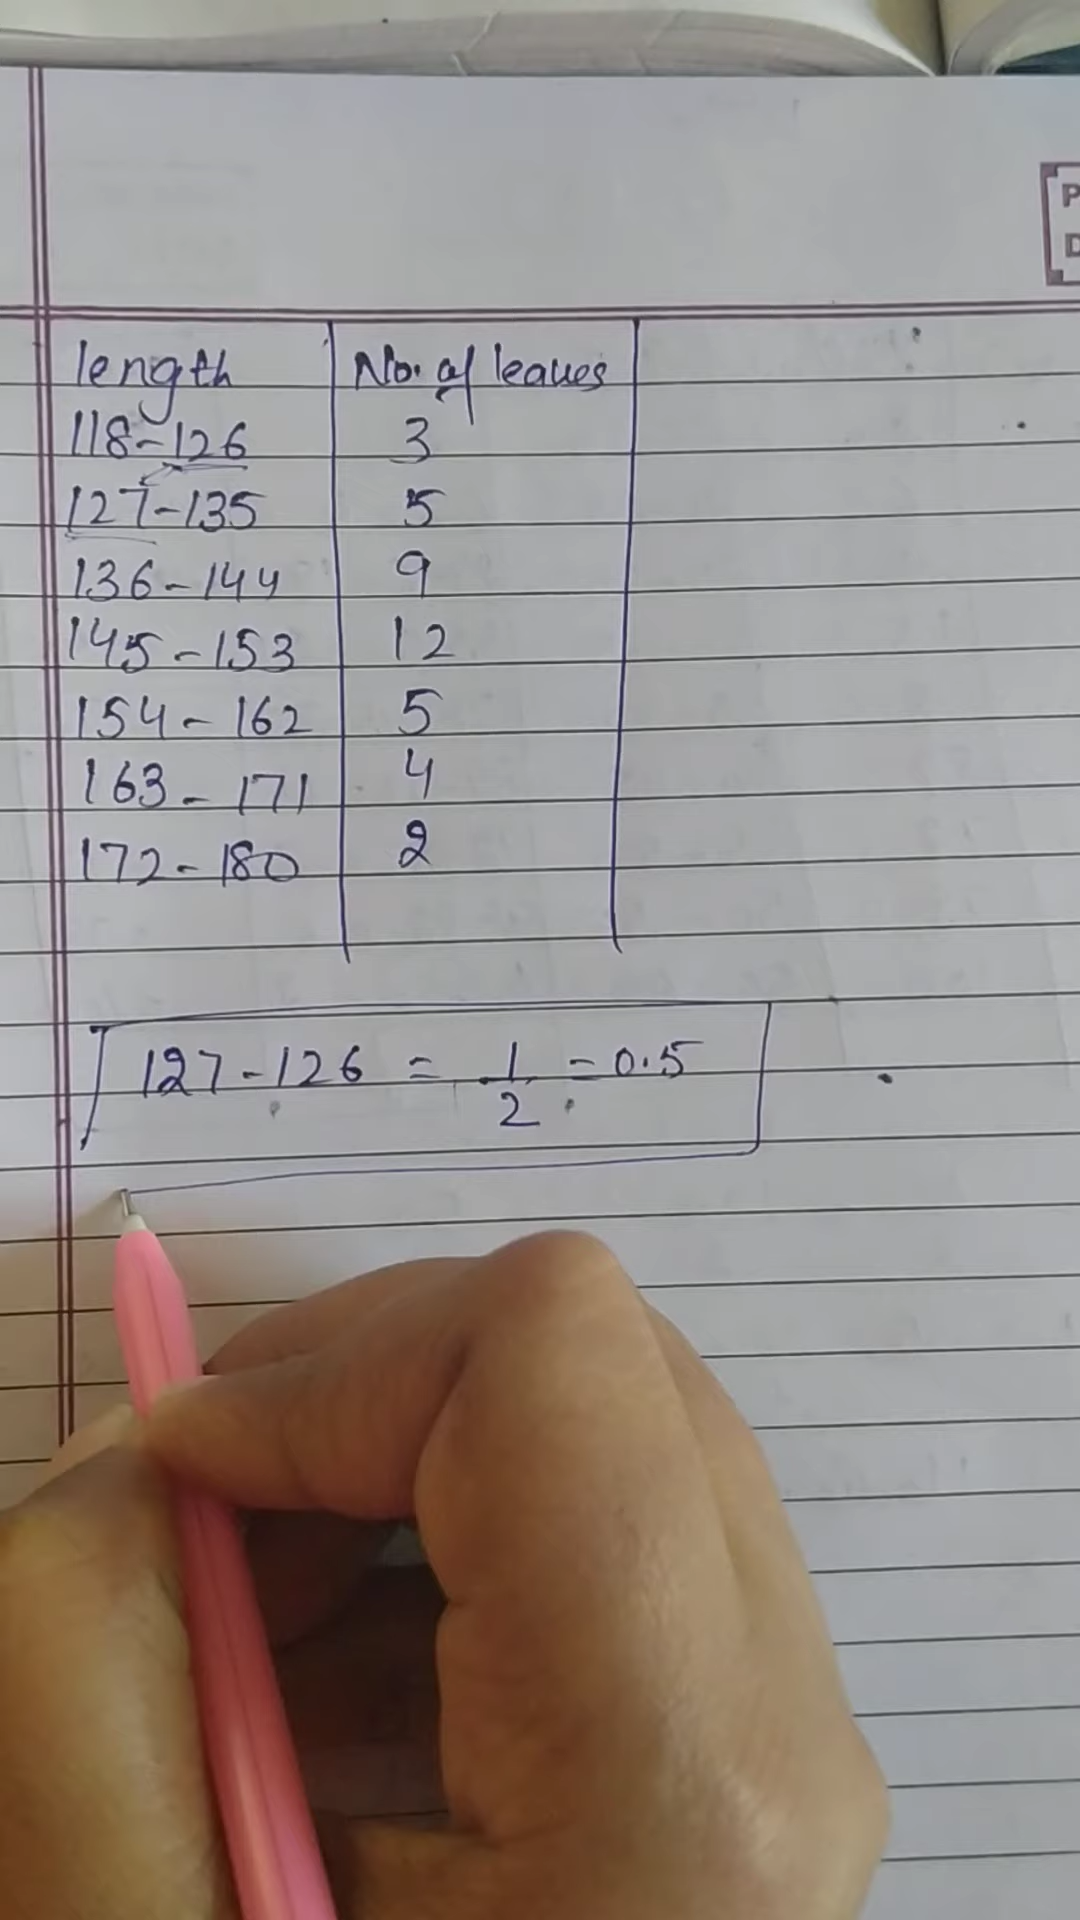 P
D
length No. of leaves
118-126 3
127-135 5
136-144 9
145-153 12
154-162 5
163-171 4
172-180 2
127-126 = 1/2 = 0.5